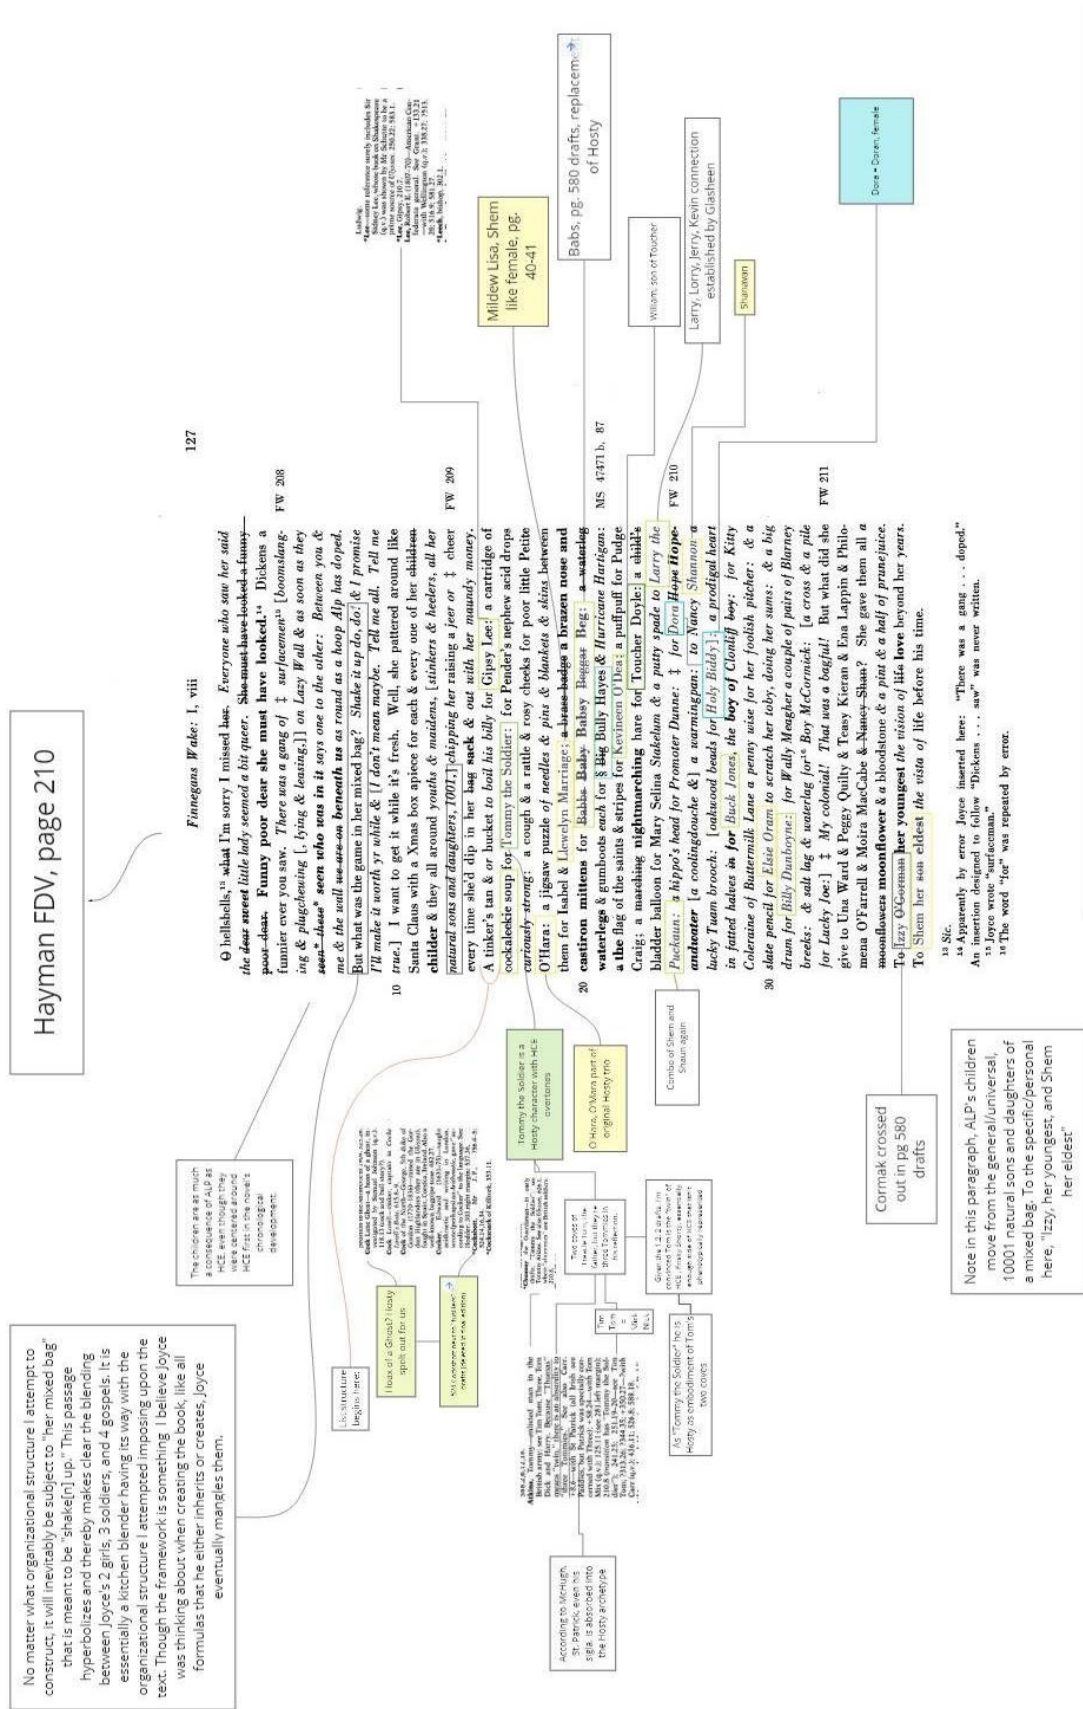 Hayman FDV, page 210
No matter what organizational structure I attempt to
construct, it will inevitably be subject to "her mixed bag"
that is meant to be "shake[n] up." This passage
hyperbolizes and thereby makes clear the blending
between Joyce's 2 girls, 3 soldiers, and 4 gospels. It is
essentially a kitchen blender having its way with the
organizational structure I attempted imposing upon the
text. Though the framework is something I believe Joyce
was thinking about when creating the book, like all
formulas that he either inherits or creates, Joyce
eventually mangles them.
The children are as much
a consequence of ALP as
HCE, even though they
were centered around
HCE first in the novel's
chronological
development.
Finnegans Wake: I, viii
127
O hellsbells,¹³ what I'm sorry I missed her. Everyone who saw her said
the dear sweet little lady seemed a bit queer. She must have looked a funny
poor dear. Funny poor dear she must have looked.¹⁴ Dickens a
funnier ever you saw. There was a gang of ‡ surfacemen¹⁵ [boomslang- FW 208
ing & plugchewing [, lying & leasing,]] on Lazy Wall & as soon as they
seen" these" seen who was in it says one to the other: Between you &
me & the wall we are on beneath us as round as a hoop Alp has doped.
But what was the game in her mixed bag? Shake it up do, do! [& I promise
I'll make it worth yr while & [I don't mean maybe. Tell me all. Tell me
10 true.] I want to get it while it's fresh. Well, she pattered around like
Santa Claus with a Xmas box apiece for each & every one of her children
childer & they all around youths & maidens, [stinkers & heelers, all her
natural sons and daughters, 1001,] chipping her raising a jeer or ‡ cheer FW 209
every time she'd dip in her bag sack & out with her maundy money.
A tinker's tan & or bucket to boil his billy for Gipsy Lee: a cartridge of
cockaleekie soup for Tommy the Soldier: for Pender's nephew acid drops
curiously strong: a cough & a rattle & rosy cheeks for poor little Petite
O'Hara: a jigsaw puzzle of needles & pins & blankets & skins between
them for Isabel & Llewelyn Marriage: a brass badge a brazen nose and
20 castiron mittens for Babbs Baby Babsy Beggar Beg: a waterleg
waterlegs & gumboots each for § Big Bully Hayes & Hurricane Hartigan: MS 47471 b, 87
a the flag of the saints & stripes for Kevineen O'Dea: a puffpuff for Pudge
Craig; a marching nightmarching hare for Toucher Doyle: a child's
bladder balloon for Mary Selina Stakelum & a putty spade to Larry the
Puckaun: a hippo's head for Promoter Dunne: ‡ for Dora Hope Hope- FW 210
andheater [a coolingdouche &] a warmingpan: to Nancy Shannon a
lucky Tuam brooch: [oakwood beads for Holy Biddy]; a prodigal heart
in fatted halves in for Buck Jones, the boy of Clonliff boy: for Kitty
Coleraine of Buttermilk Lane a penny wise for her foolish pitcher: & a
30 slate pencil for Elsie Oram to scratch her toby, doing her sums: & a big
drum for Billy Dunboyne: for Wally Meagher a couple of pairs of Blarney
breeks: & salt lag & waterlag for¹⁶ Boy McCormick: [a cross & a pile
for Lucky Joe:] ‡ My colonial! That was a bagful! But what did she FW 211
give to Una Ward & Peggy Quilty & Teasy Kieran & Ena Lappin & Philo-
mena O'Farrell & Moira MacCabe & Nancy Shan? She gave them all a
moonflowers moonflower & a bloodstone & a pint & a half of prunejuice.
To Izzy O'Gorman her youngest the vision of life love beyond her years.
To Shem her son eldest the vista of life before his time.
¹³ Sic.
¹⁴ Apparently by error Joyce inserted here: "There was a gang . . . doped."
An insertion designed to follow "Dickens . . . saw" was never written.
¹⁵ Joyce wrote "surfaccman."
¹⁶ The word "for" was repeated by error.
List structure
begins here:
Hoax of a Ghost? Hosty
spelt out for us
Tommy the Soldier is a
Hosty character with HCE
overtones
O'Hara, O'Mara part of
original Hosty trio
Combo of Shem and
Shaun again
Tim
Tom
=
Mick
Nick
As "Tommy the Soldier" he is
Hosty as embodiment of Tom's
two coves
According to McHugh,
St. Patrick, even his
sigla, is absorbed into
the Hosty archetype
Cormak crossed
out in pg 580
drafts
Note in this paragraph, ALP's children
move from the general/universal,
10001 natural sons and daughters of
a mixed bag. To the specific/personal
here, "Izzy, her youngest, and Shem
her eldest"
Mildew Lisa, Shem
like female, pg.
40-41
Babs, pg. 580 drafts, replacement
of Hosty
William, son of Toucher
Larry, Lorry, Jerry, Kevin connection
established by Glasheen
Shanavan
Dora = Doran, female